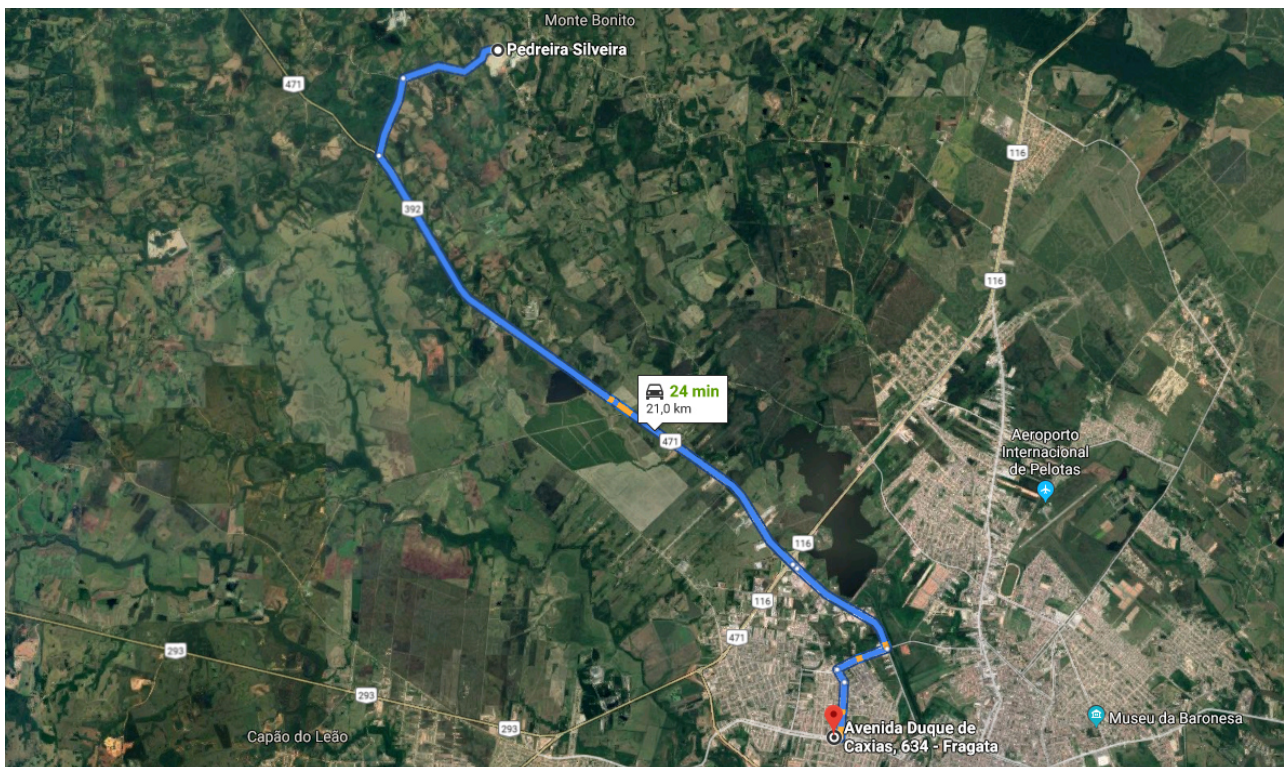 Monte Bonito
Pedreira Silveira
471
392
116
116
24 min
21,0 km
471
Aeroporto
Internacional
de Pelotas
116
116
471
293
293
293
Capão do Leão
Avenida Duque de
Caxias, 634 - Fragata
Museu da Baronesa